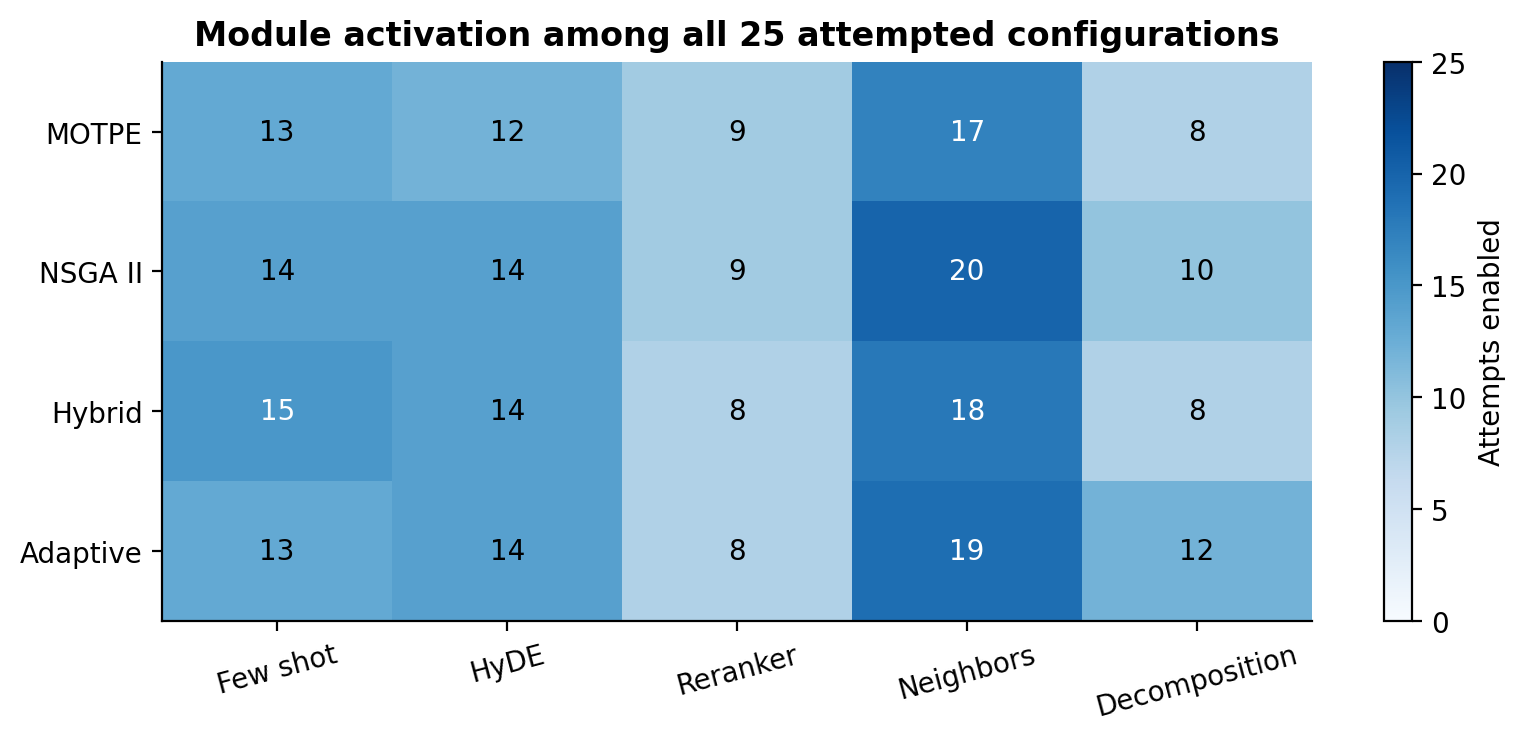 Module activation among all 25 attempted configurations
MOTPE 13 12 9 17 8
NSGA II 14 14 9 20 10
Hybrid 15 14 8 18 8
Adaptive 13 14 8 19 12
Few shot HyDE Reranker Neighbors Decomposition
25
20
15
10
5
0
Attempts enabled